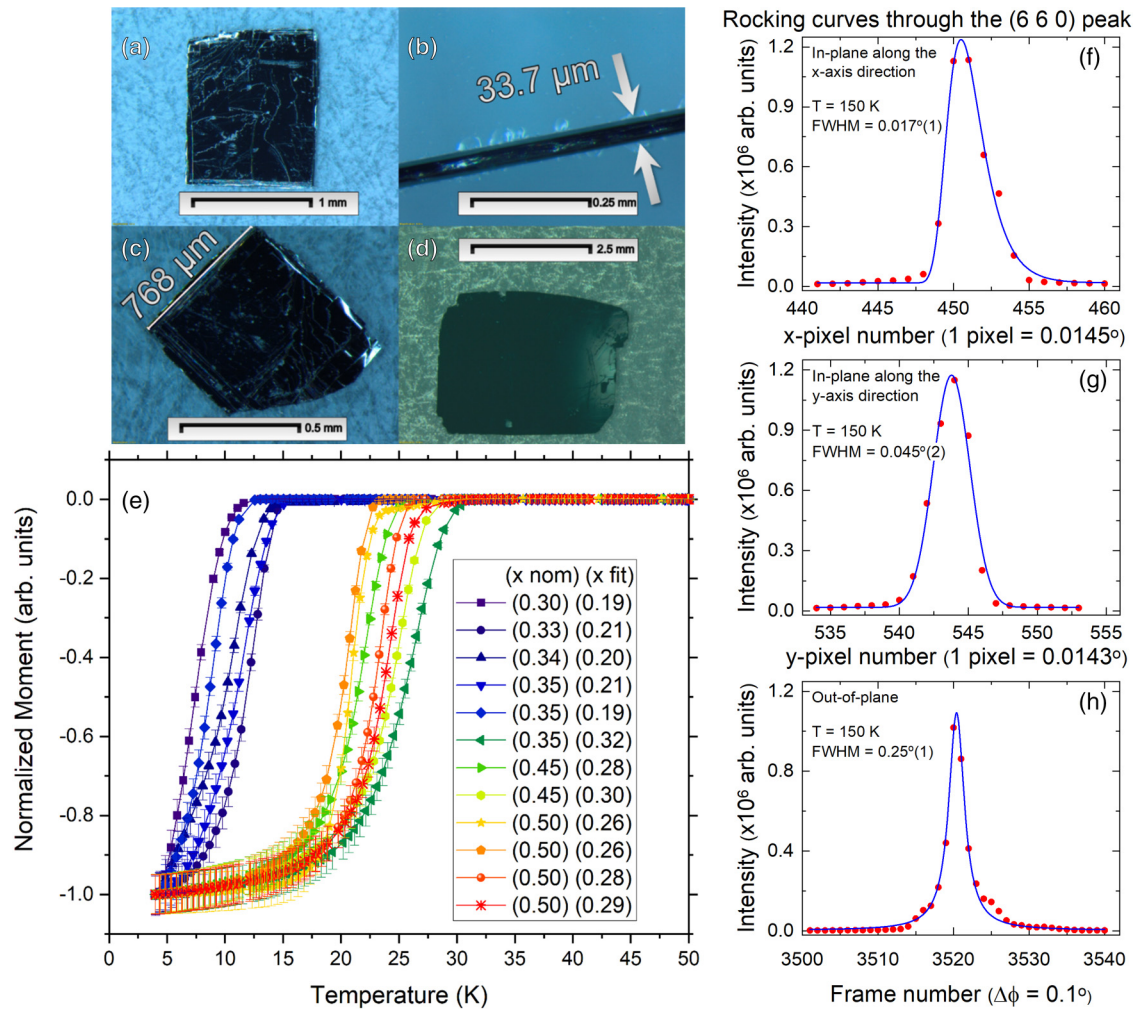 (a)
1 mm
(b)
33.7 μm
0.25 mm
(c)
768 μm
0.5 mm
(d)
2.5 mm
(e)
Normalized Moment (arb. units)
0.0
-0.2
-0.4
-0.6
-0.8
-1.0
0 5 10 15 20 25 30 35 40 45 50
Temperature (K)
(x nom) (x fit)
(0.30) (0.19)
(0.33) (0.21)
(0.34) (0.20)
(0.35) (0.21)
(0.35) (0.19)
(0.35) (0.32)
(0.45) (0.28)
(0.45) (0.30)
(0.50) (0.26)
(0.50) (0.26)
(0.50) (0.28)
(0.50) (0.29)
Rocking curves through the (6 6 0) peak
(f)
In-plane along the
x-axis direction
T = 150 K
FWHM = 0.017º(1)
Intensity (x10⁶ arb. units)
1.2
0.9
0.6
0.3
0.0
440 445 450 455 460
x-pixel number (1 pixel = 0.0145º)
(g)
In-plane along the
y-axis direction
T = 150 K
FWHM = 0.045º(2)
Intensity (x10⁶ arb. units)
1.2
0.9
0.6
0.3
0.0
535 540 545 550 555
y-pixel number (1 pixel = 0.0143º)
(h)
Out-of-plane
T = 150 K
FWHM = 0.25º(1)
Intensity (x10⁶ arb. units)
1.2
0.8
0.4
0.0
3500 3510 3520 3530 3540
Frame number (Δϕ = 0.1º)